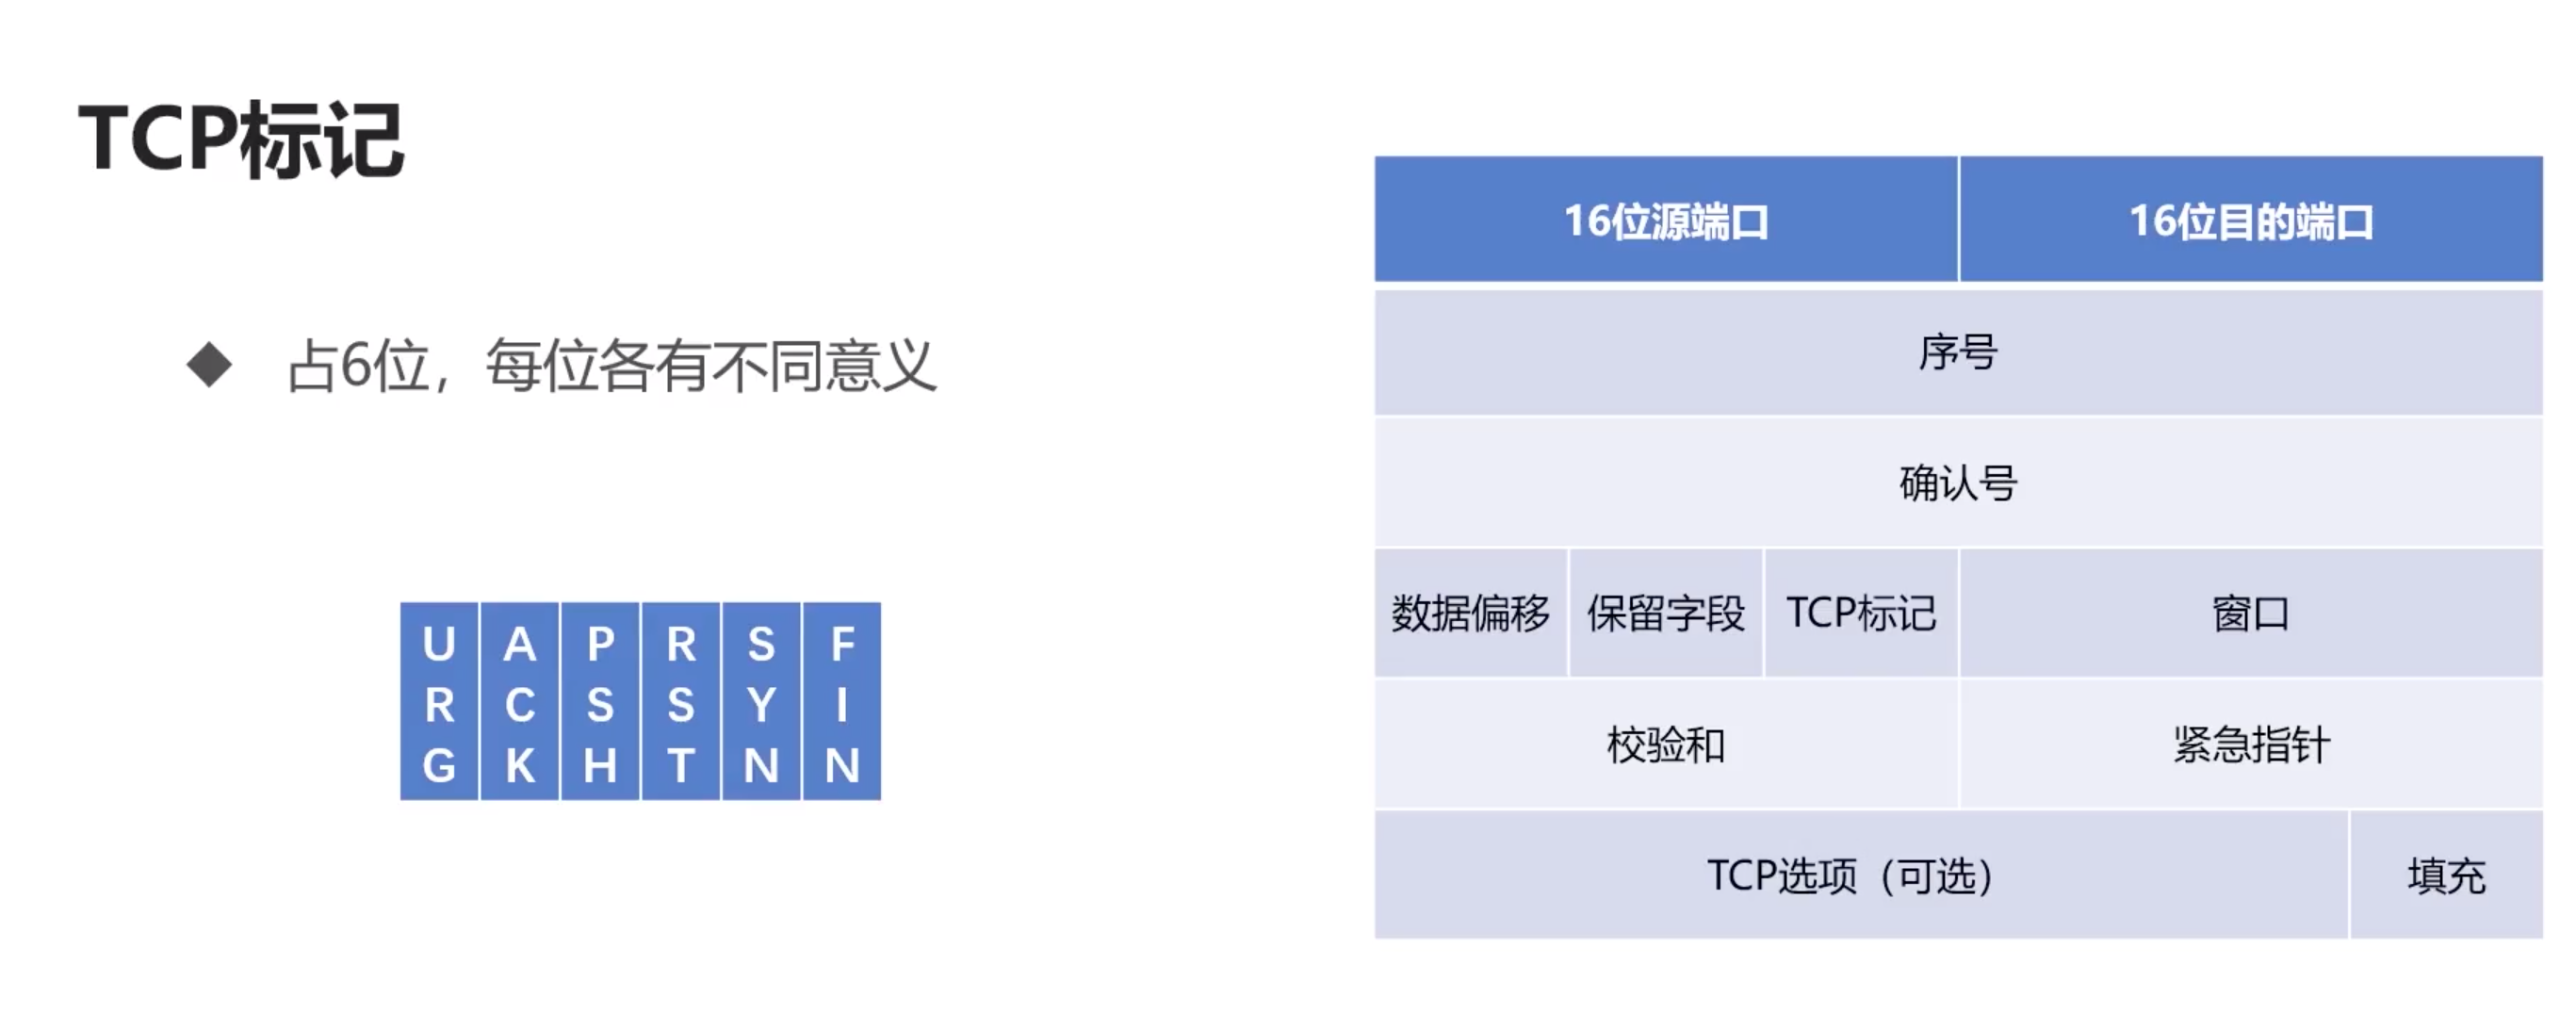 TCP标记
占6位，每位各有不同意义
URG ACK PSH RST SYN FIN
16位源端口 16位目的端口
序号
确认号
数据偏移 保留字段 TCP标记 窗口
校验和 紧急指针
TCP选项（可选） 填充